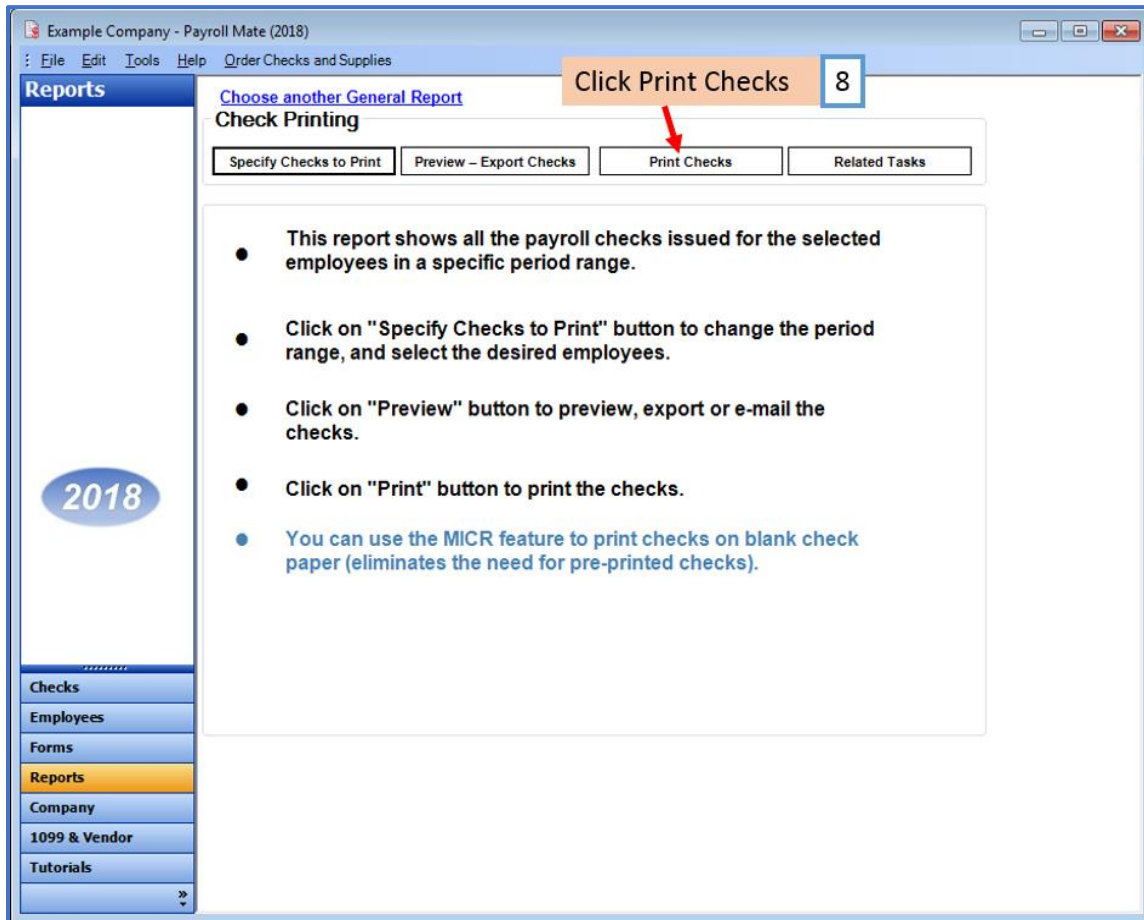 Example Company - Payroll Mate (2018)
File Edit Tools Help Order Checks and Supplies
Reports
Click Print Checks 8
Choose another General Report
Check Printing
Specify Checks to Print Preview – Export Checks Print Checks Related Tasks
This report shows all the payroll checks issued for the selected
employees in a specific period range.
Click on "Specify Checks to Print" button to change the period
range, and select the desired employees.
Click on "Preview" button to preview, export or e-mail the
checks.
Click on "Print" button to print the checks.
You can use the MICR feature to print checks on blank check
paper (eliminates the need for pre-printed checks).
2018
Checks
Employees
Forms
Reports
Company
1099 & Vendor
Tutorials